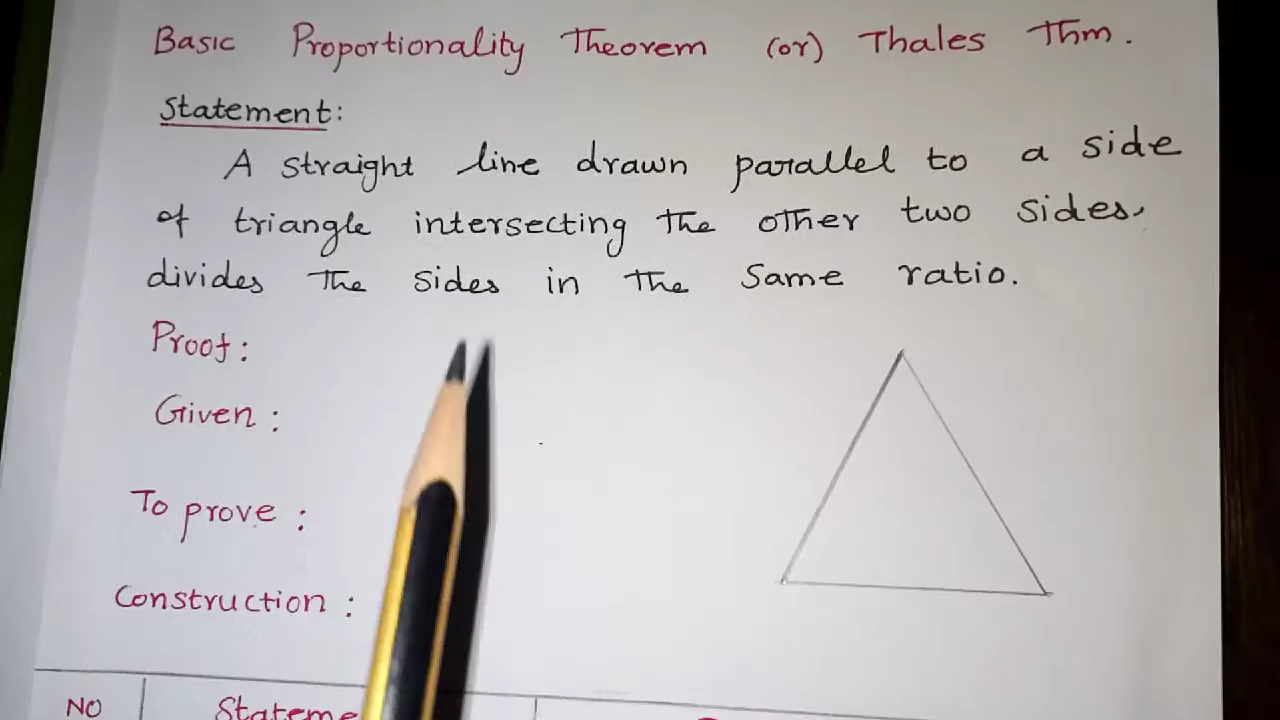 Basic Proportionality Theorem (or) Thales Thm.
Statement:
A straight line drawn parallel to a side
of triangle intersecting the other two sides,
divides the sides in the same ratio.
Proof:
Given:
To prove:
Construction:
NO